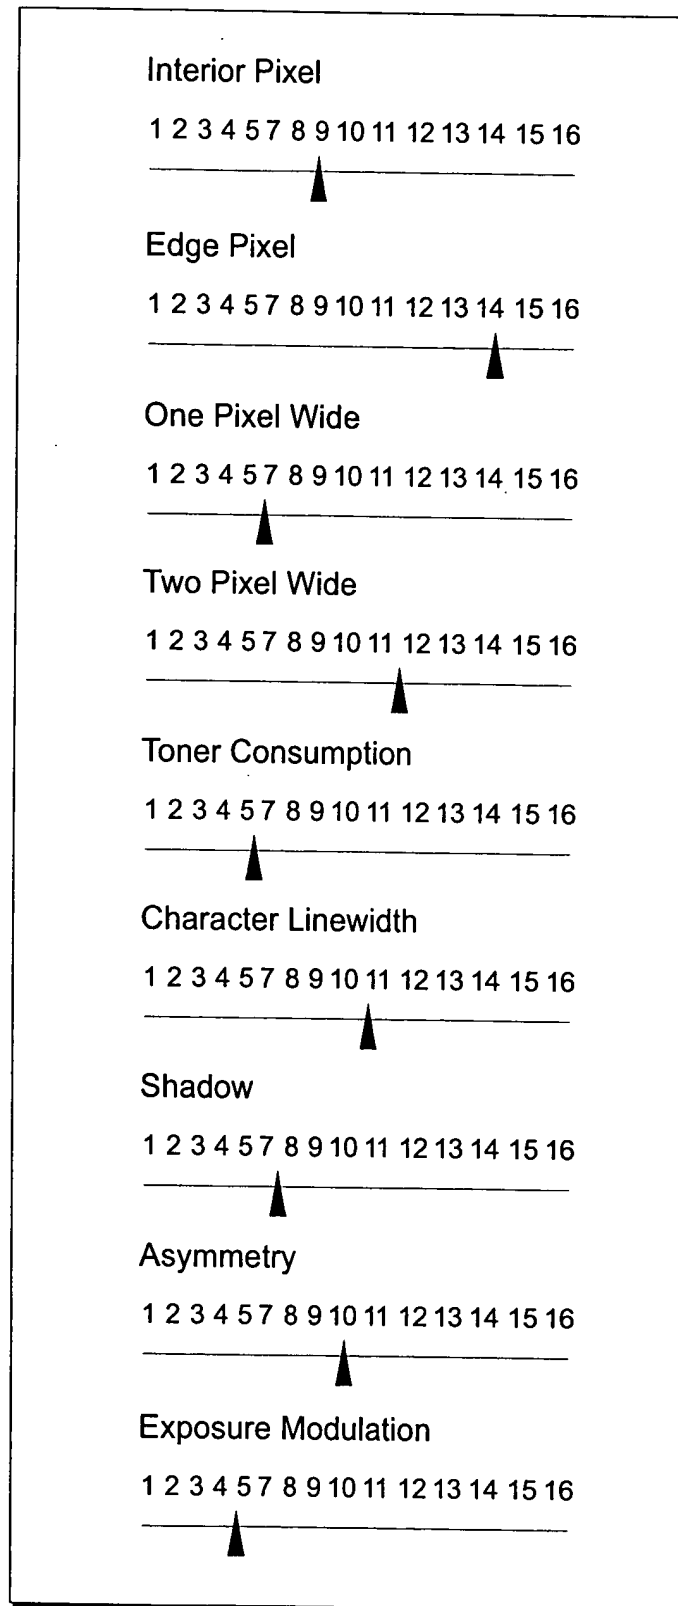 Interior Pixel
1 2 3 4 5 7 8 9 10 11 12 13 14 15 16
Edge Pixel
1 2 3 4 5 7 8 9 10 11 12 13 14 15 16
One Pixel Wide
1 2 3 4 5 7 8 9 10 11 12 13 14 15 16
Two Pixel Wide
1 2 3 4 5 7 8 9 10 11 12 13 14 15 16
Toner Consumption
1 2 3 4 5 7 8 9 10 11 12 13 14 15 16
Character Linewidth
1 2 3 4 5 7 8 9 10 11 12 13 14 15 16
Shadow
1 2 3 4 5 7 8 9 10 11 12 13 14 15 16
Asymmetry
1 2 3 4 5 7 8 9 10 11 12 13 14 15 16
Exposure Modulation
1 2 3 4 5 7 8 9 10 11 12 13 14 15 16